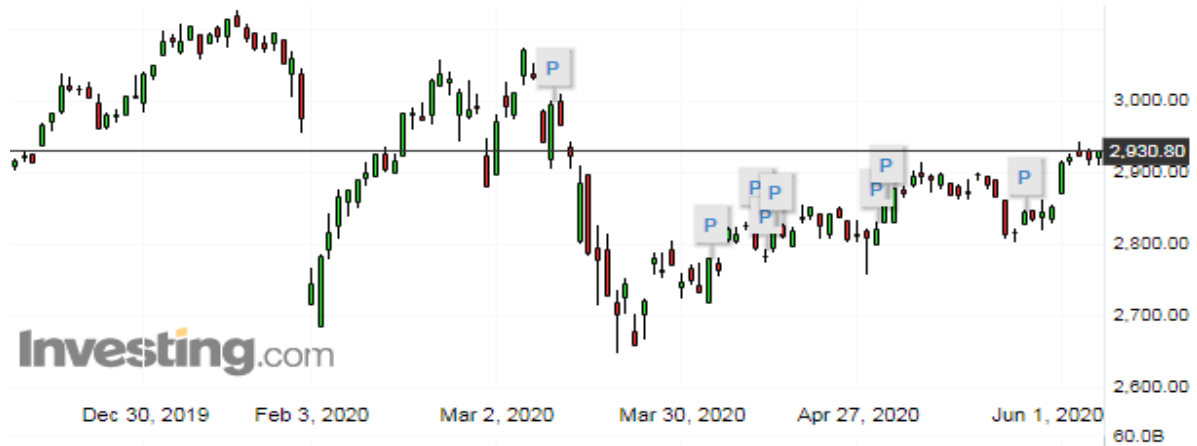 P
3,000.00
2,930.80
2,900.00
P
P
P
P
P
P
P
P
2,800.00
2,700.00
Investing.com
2,600.00
Dec 30, 2019 Feb 3, 2020 Mar 2, 2020 Mar 30, 2020 Apr 27, 2020 Jun 1, 2020
60.0B